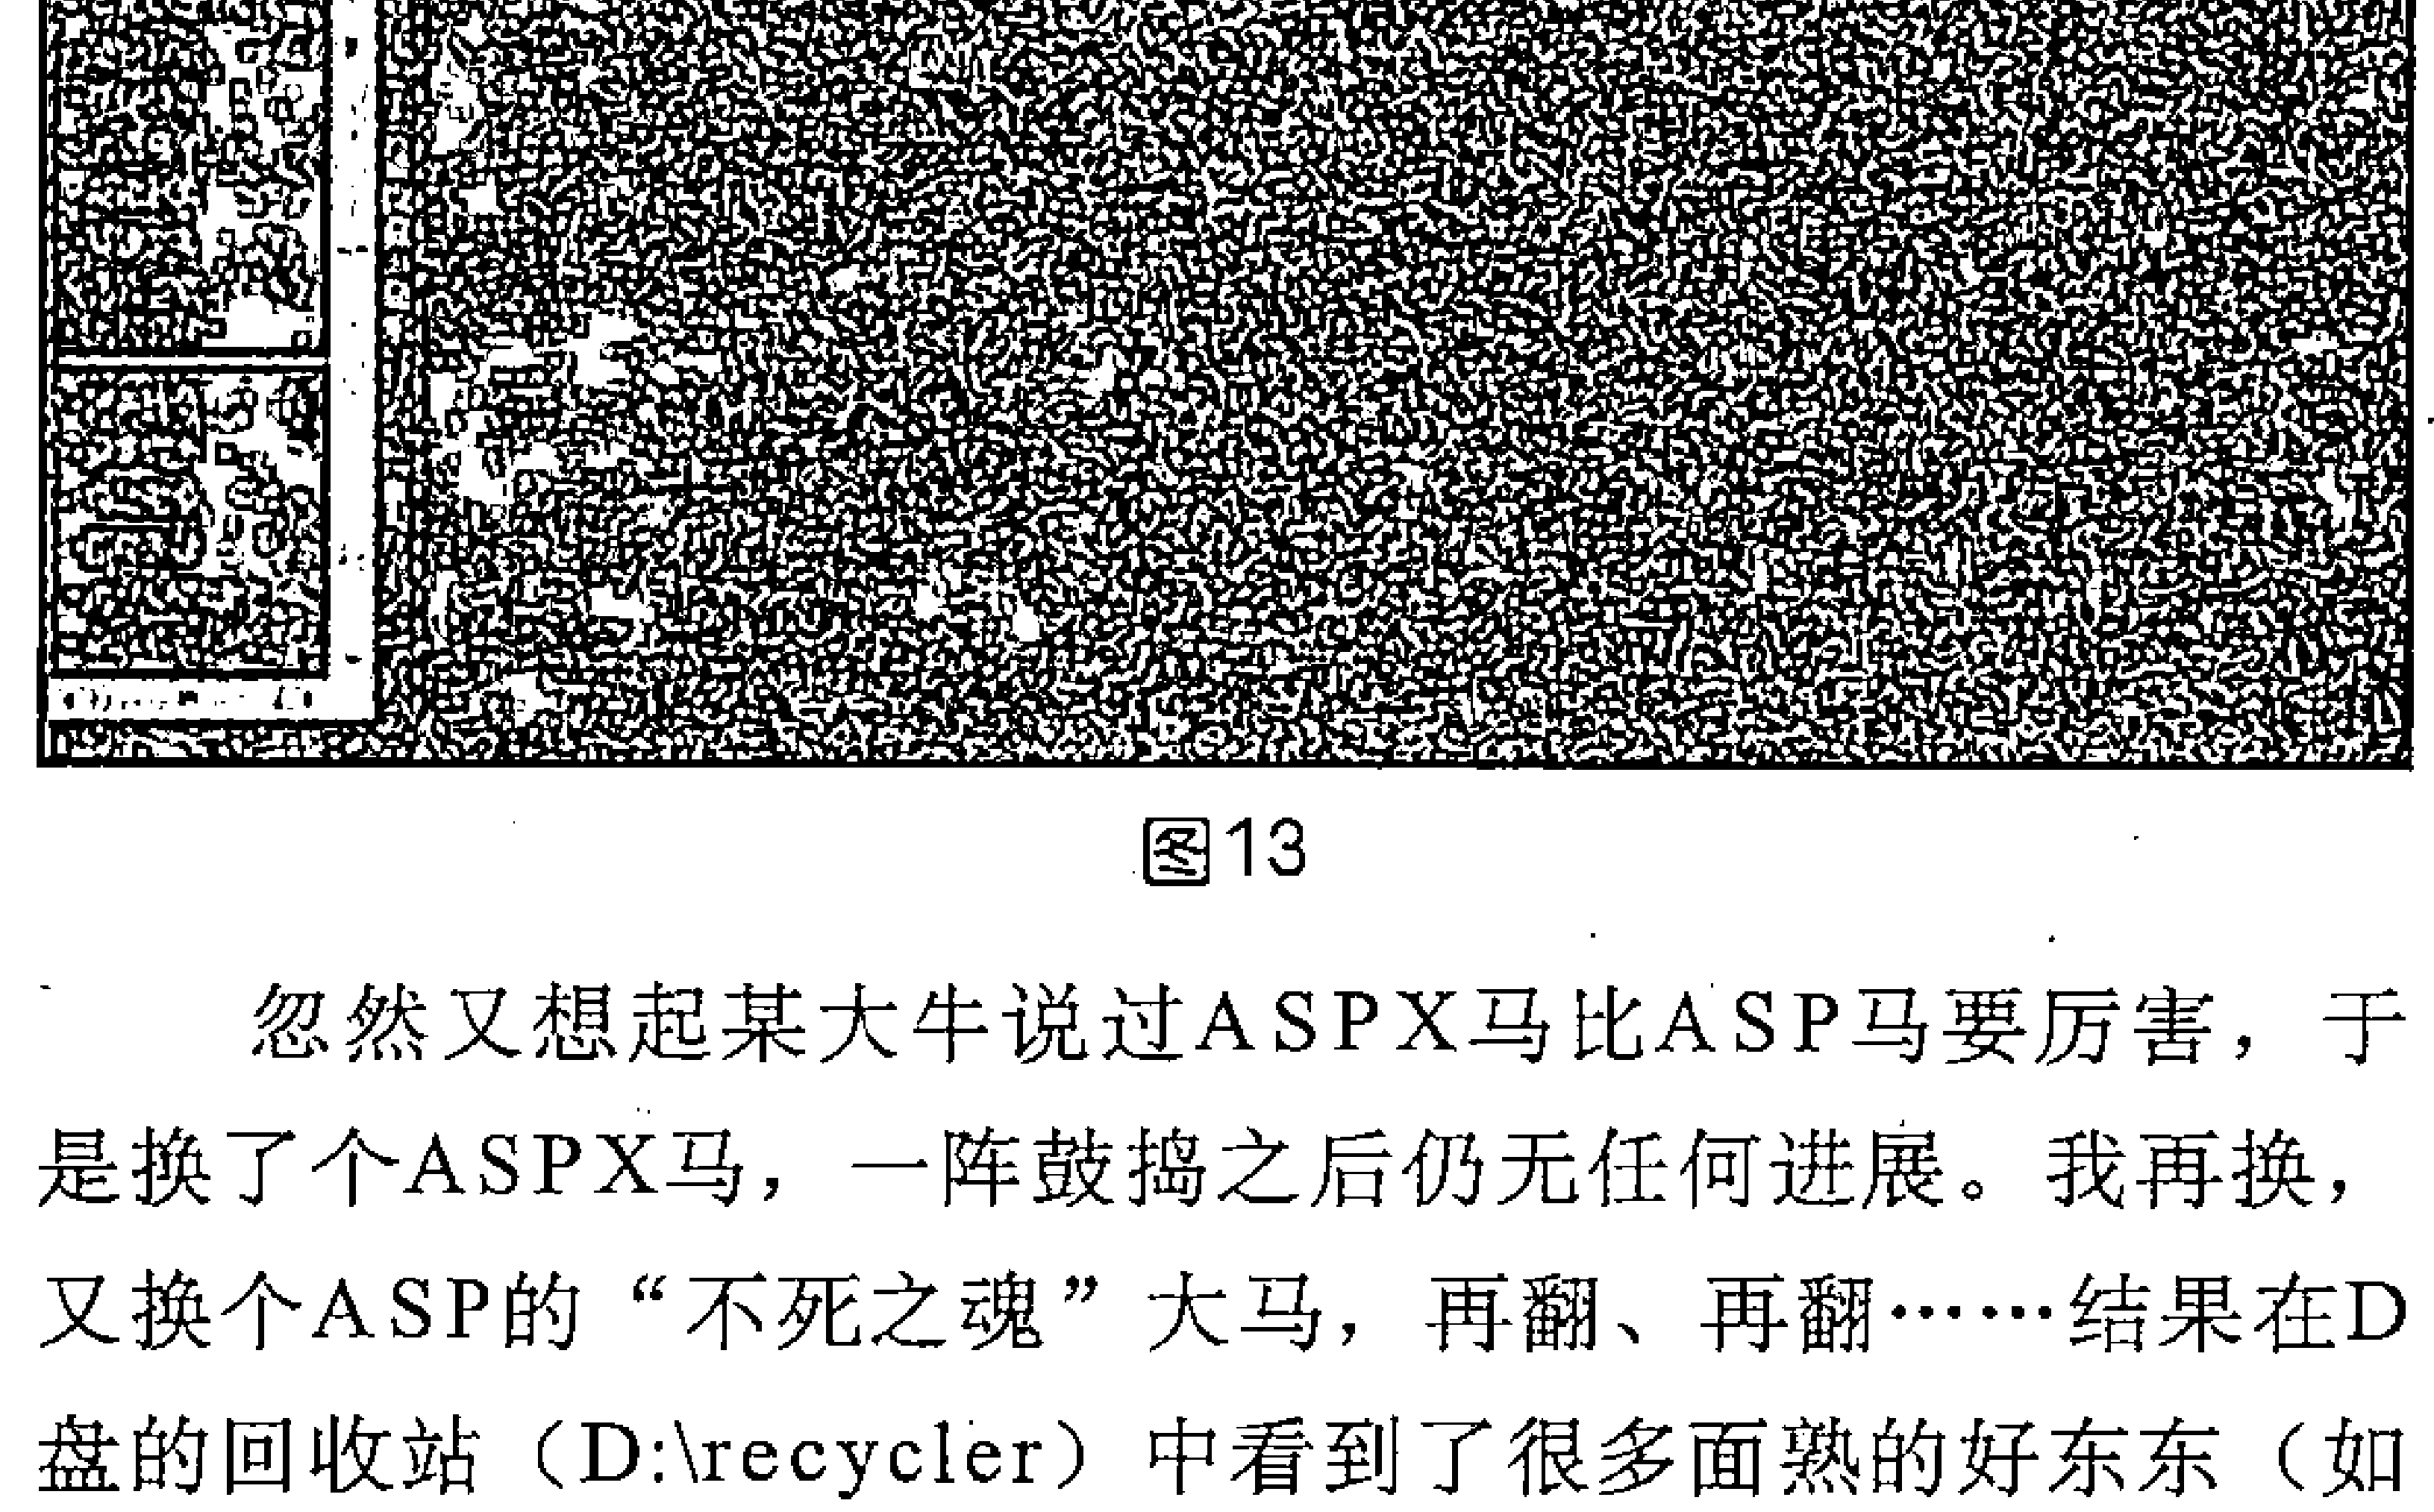 图13
忽然又想起某大牛说过ASPX马比ASP马要厉害，于
是换了个ASPX马，一阵鼓捣之后仍无任何进展。我再换，
又换个ASP的“不死之魂”大马，再翻、再翻……结果在D
盘的回收站（D:\recycler）中看到了很多面熟的好东东（如